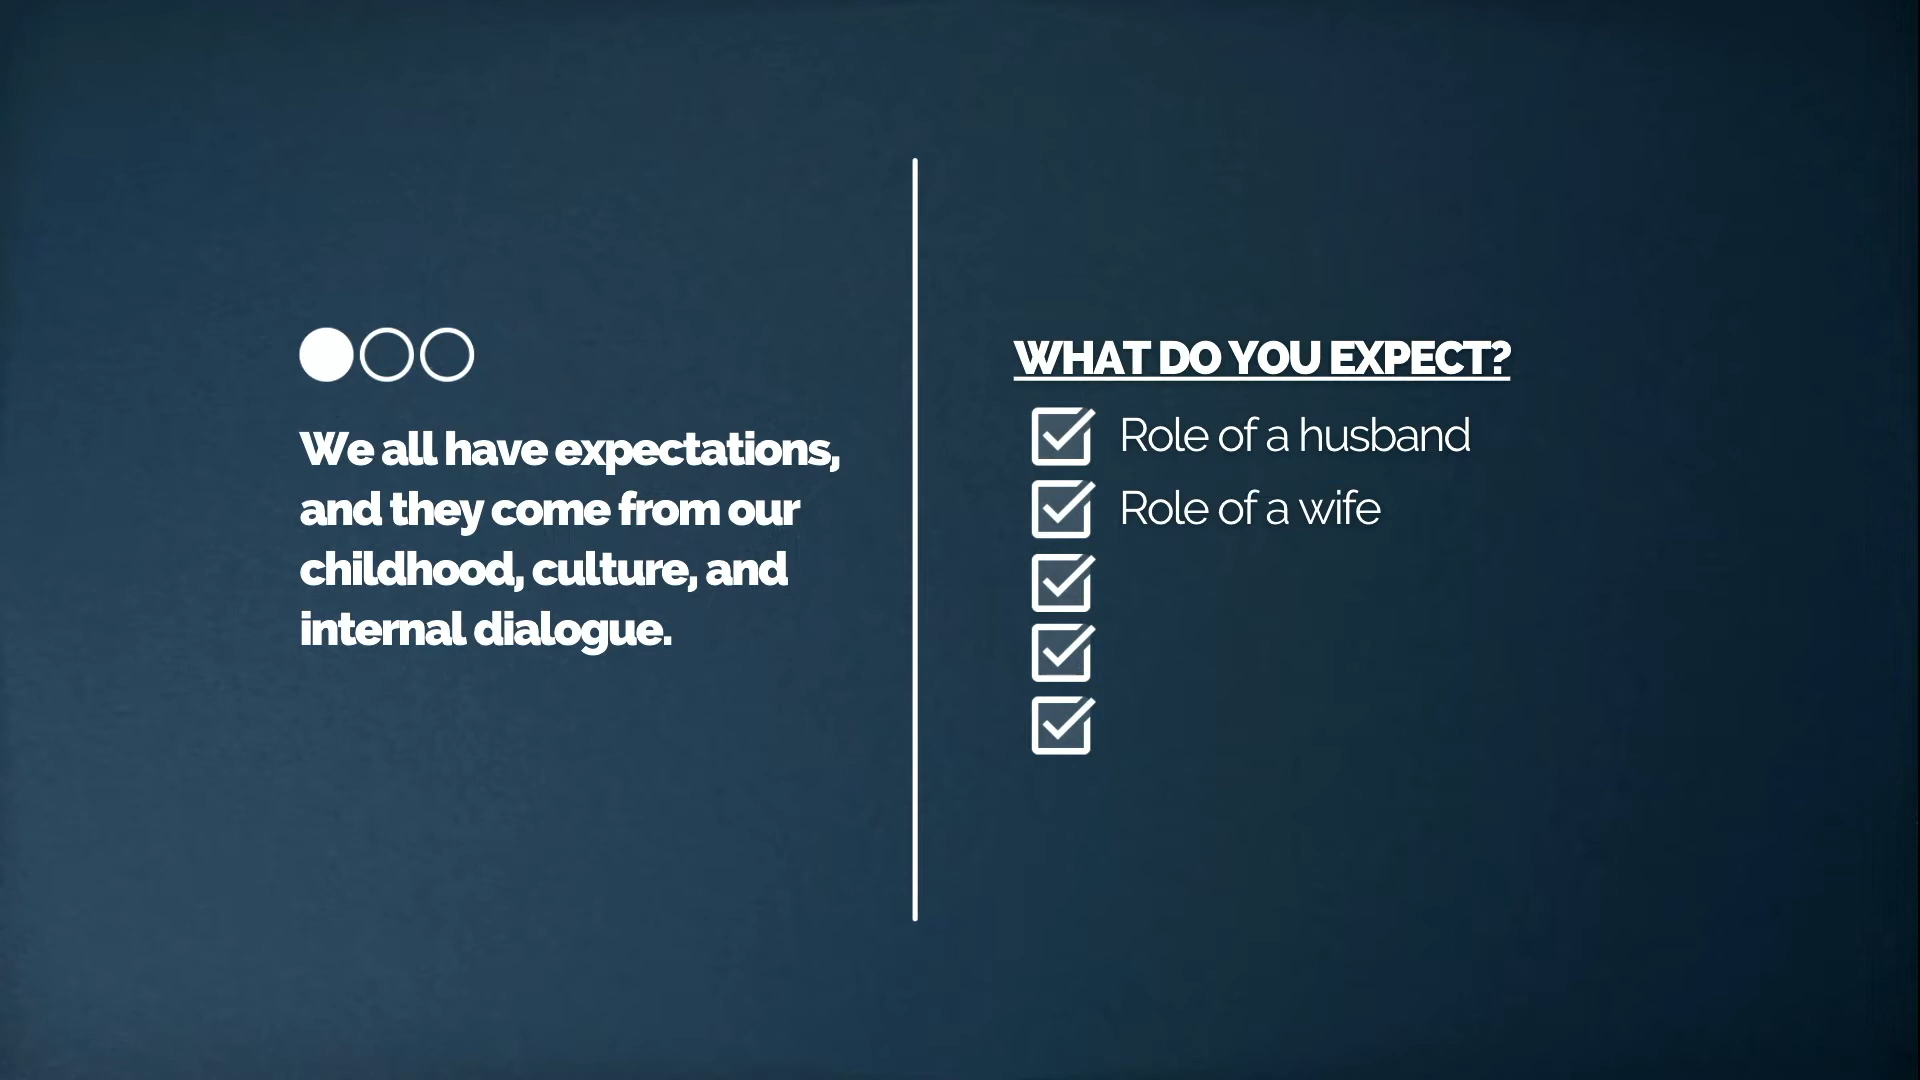 We all have expectations,
and they come from our
childhood, culture, and
internal dialogue.
WHAT DO YOU EXPECT?
Role of a husband
Role of a wife